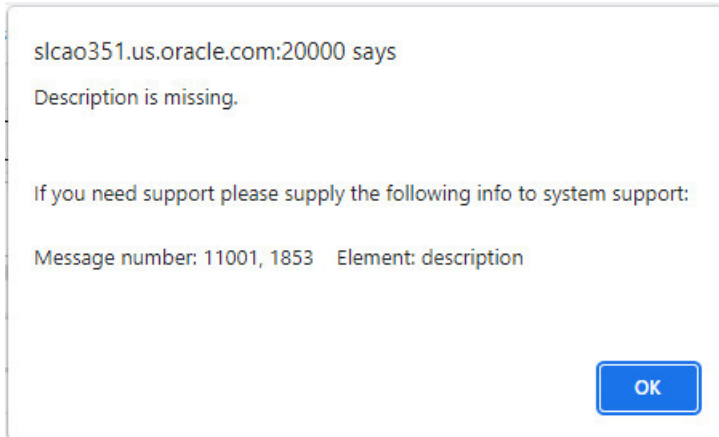 slcao351.us.oracle.com:20000 says
Description is missing.
If you need support please supply the following info to system support:
Message number: 11001, 1853    Element: description
OK